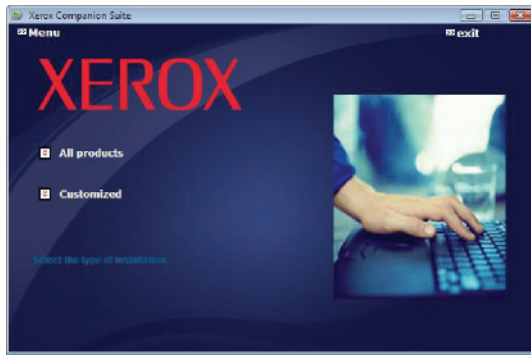 Xerox Companion Suite
Menu
exit
XEROX
All products
Customized
Select the type of installation